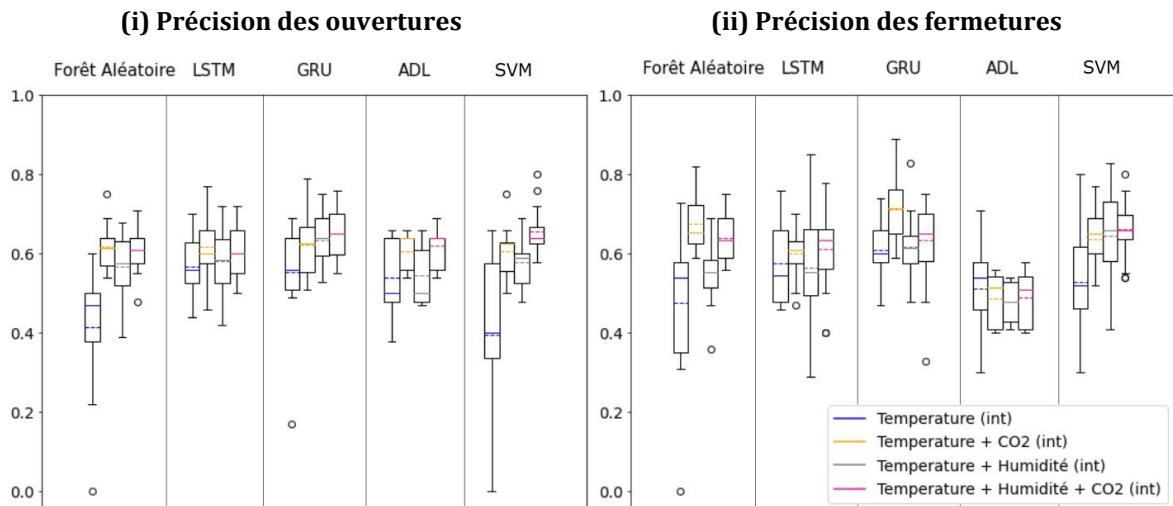 (i) Précision des ouvertures
(ii) Précision des fermetures
Forêt Aléatoire LSTM GRU ADL SVM
Forêt Aléatoire LSTM GRU ADL SVM
1.0
0.8
0.6
0.4
0.2
0.0
1.0
0.8
0.6
0.4
0.2
0.0
Temperature (int)
Temperature + CO2 (int)
Temperature + Humidité (int)
Temperature + Humidité + CO2 (int)